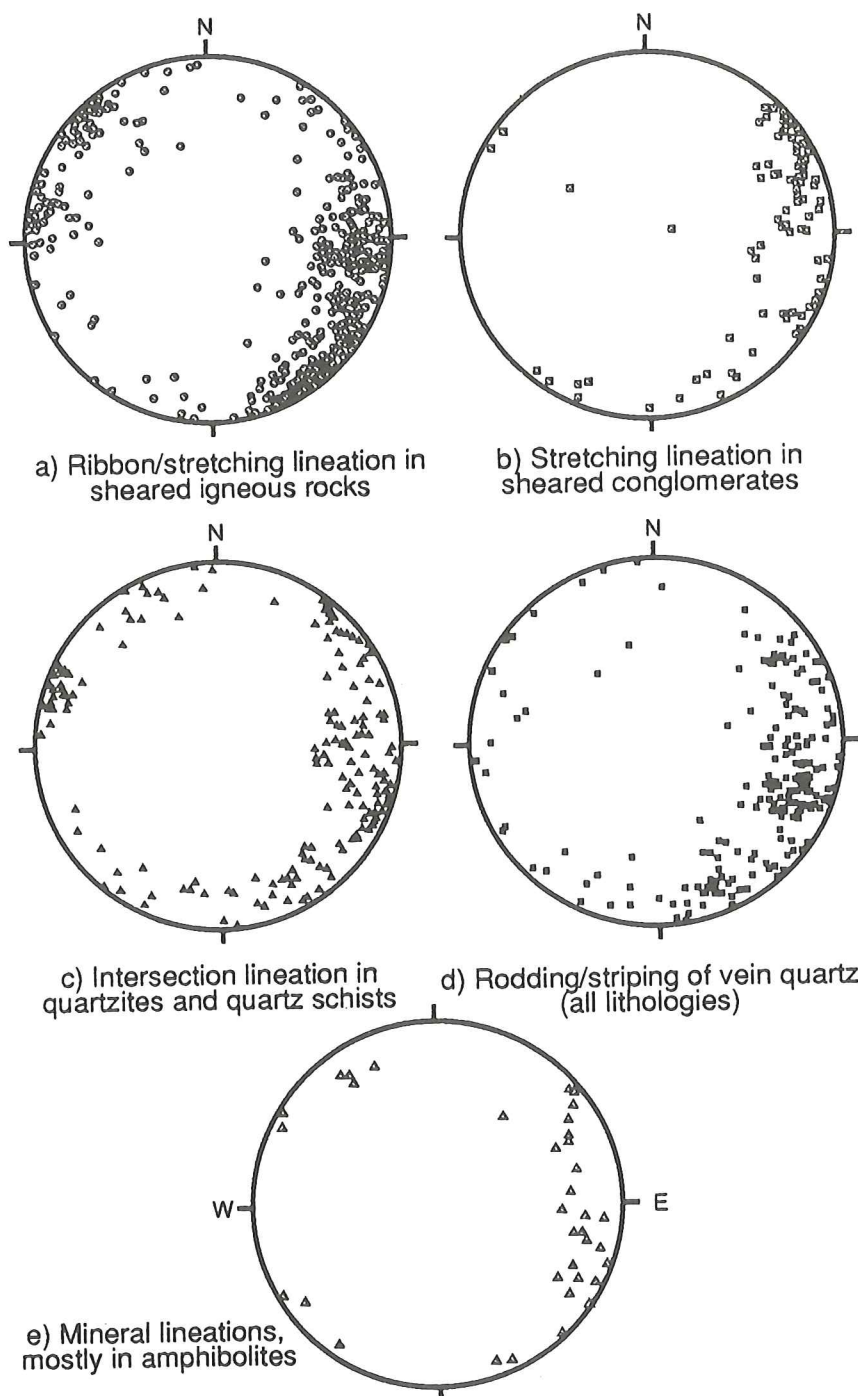 N
N
a) Ribbon/stretching lineation in
sheared igneous rocks
b) Stretching lineation in
sheared conglomerates
N
N
c) Intersection lineation in
quartzites and quartz schists
d) Rodding/striping of vein quartz
(all lithologies)
W
E
e) Mineral lineations,
mostly in amphibolites